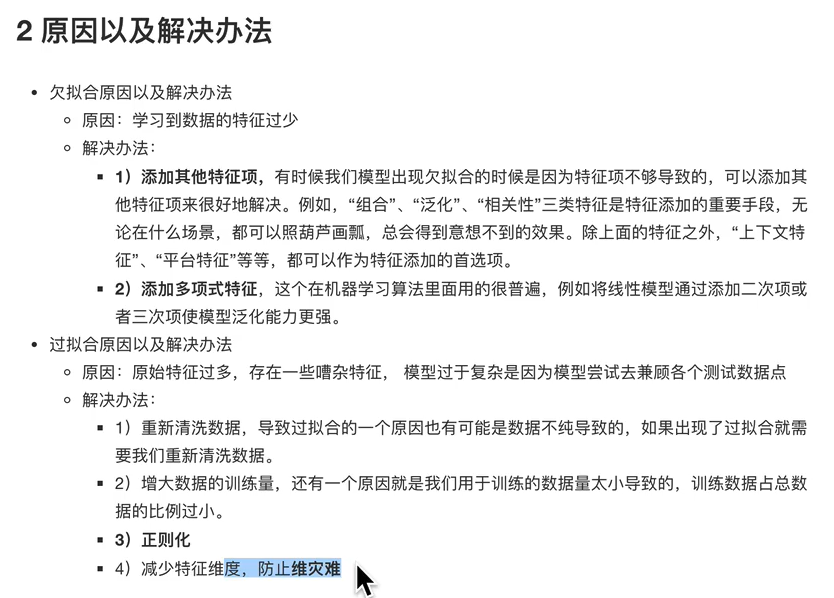 2 原因以及解决办法
欠拟合原因以及解决办法
原因：学习到数据的特征过少
解决办法：
1）添加其他特征项，有时候我们模型出现欠拟合的时候是因为特征项不够导致的，可以添加其
他特征项来很好地解决。例如，“组合”、“泛化”、“相关性”三类特征是特征添加的重要手段，无
论在什么场景，都可以照葫芦画瓢，总会得到意想不到的效果。除上面的特征之外，“上下文特
征”、“平台特征”等等，都可以作为特征添加的首选项。
2）添加多项式特征，这个在机器学习算法里面用的很普遍，例如将线性模型通过添加二次项或
者三次项使模型泛化能力更强。
过拟合原因以及解决办法
原因：原始特征过多，存在一些嘈杂特征， 模型过于复杂是因为模型尝试去兼顾各个测试数据点
解决办法：
1）重新清洗数据，导致过拟合的一个原因也有可能是数据不纯导致的，如果出现了过拟合就需
要我们重新清洗数据。
2）增大数据的训练量，还有一个原因就是我们用于训练的数据量太小导致的，训练数据占总数
据的比例过小。
3）正则化
4）减少特征维度，防止维灾难